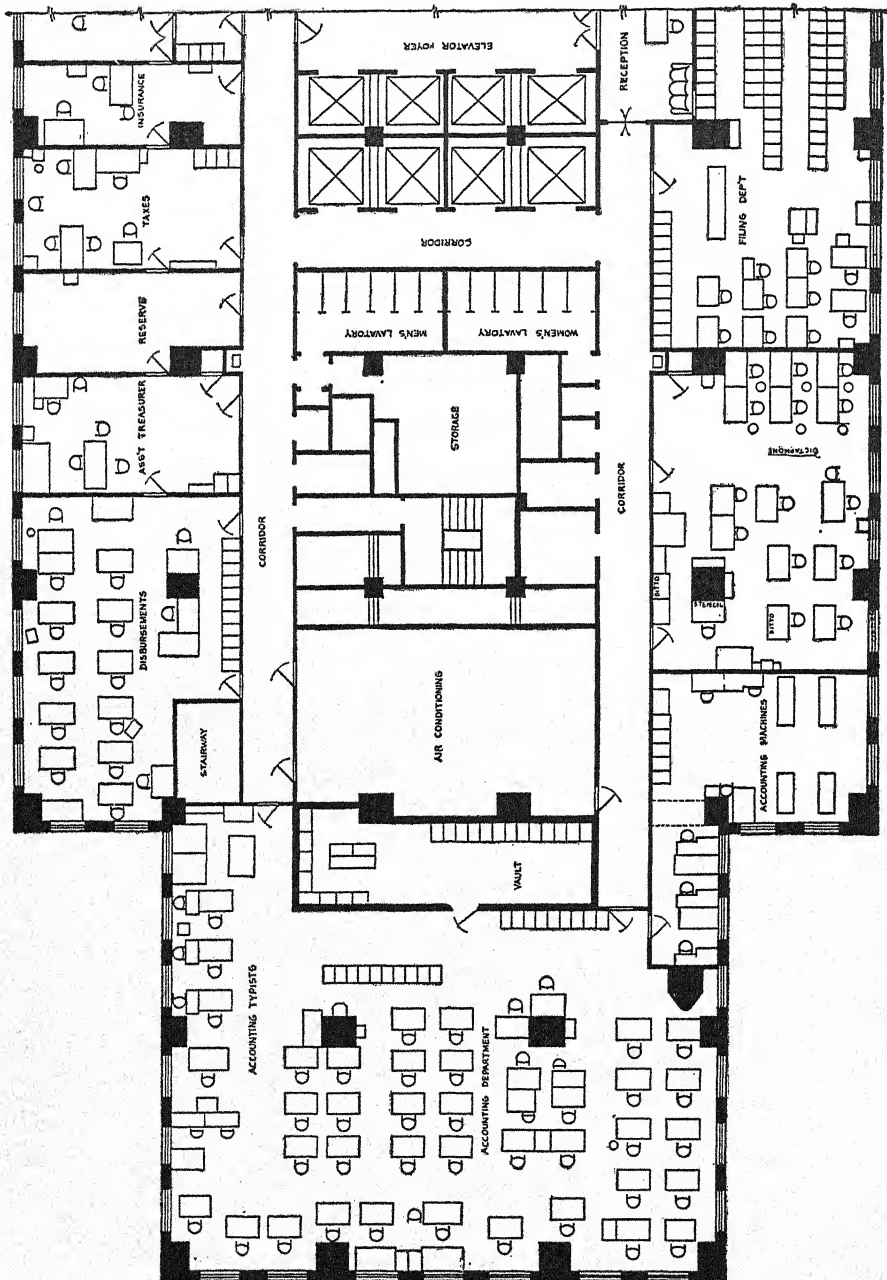 ELEVATOR FOYER
RECEPTION
INSURANCE
TAXES
FILING DEP'T
CORRIDOR
RESERVE
MEN'S LAVATORY
WOMEN'S LAVATORY
ASS'T TREASURER
STORAGE
DICTAPHONE
CORRIDOR
CORRIDOR
DITTO
STENCIL
DITTO
DISBURSEMENTS
STAIRWAY
AIR CONDITIONING
ACCOUNTING MACHINES
VAULT
ACCOUNTING TYPISTS
ACCOUNTING DEPARTMENT